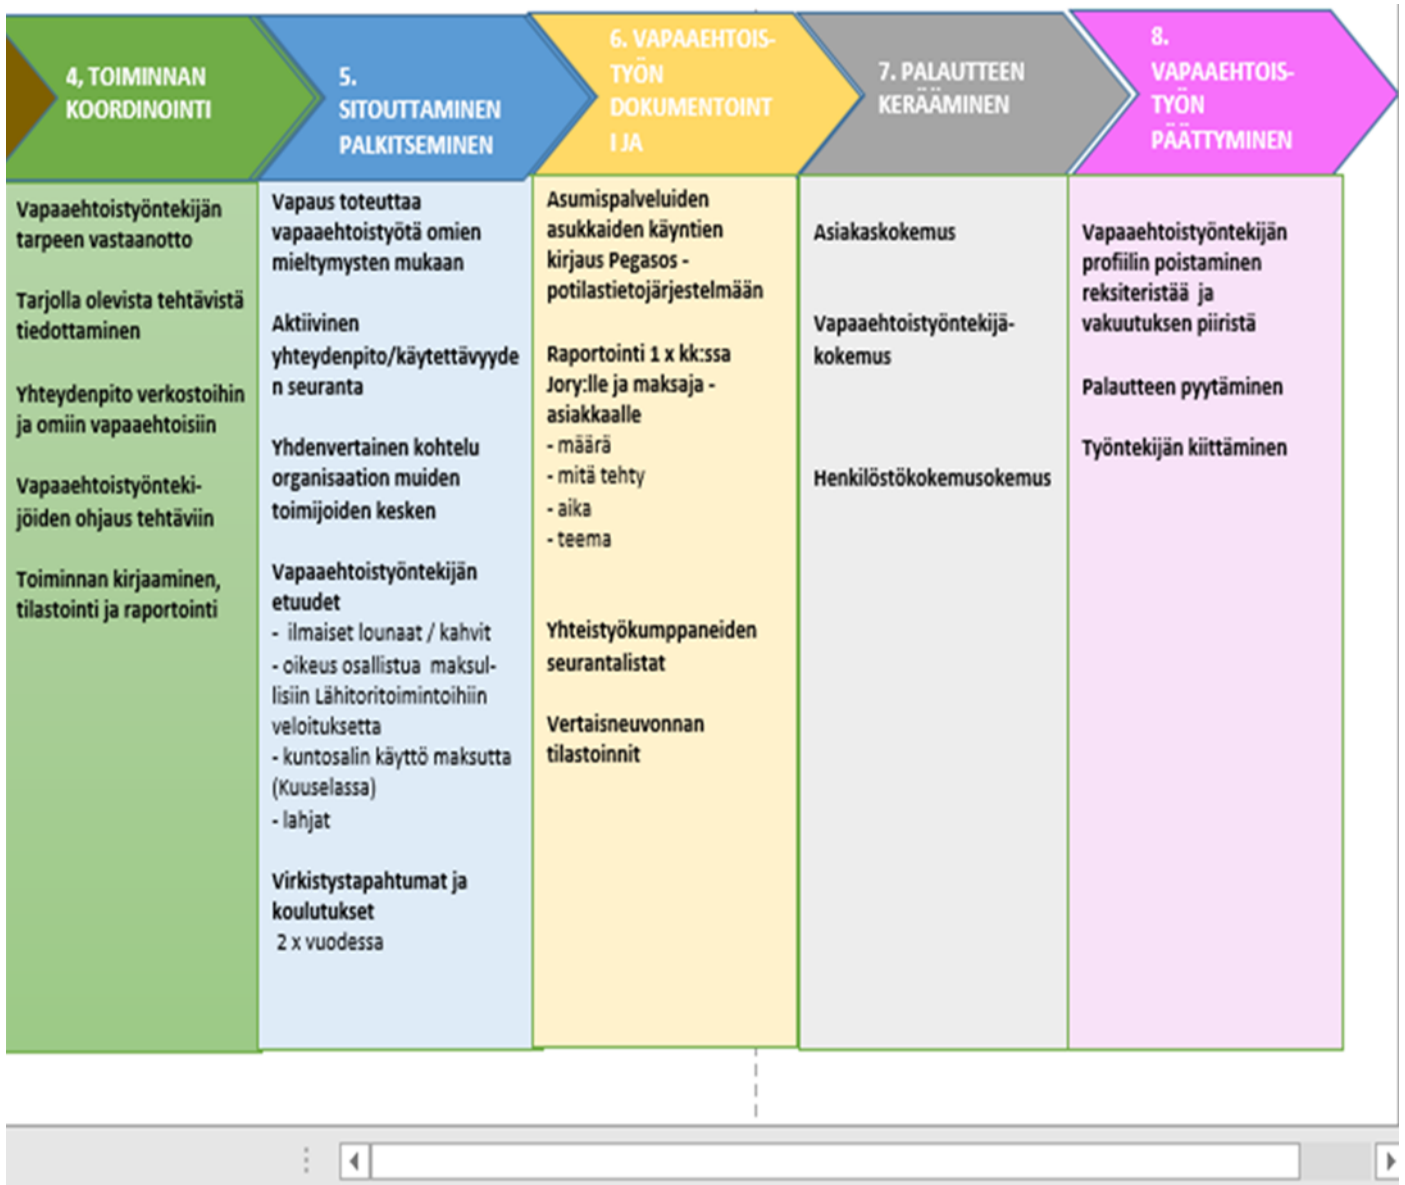 4, TOIMINNAN
KOORDINOINTI
Vapaaehtoistyöntekijän
tarpeen vastaanotto
Tarjolla olevista tehtävistä
tiedottaminen
Yhteydenpito verkostoihin
ja omiin vapaaehtoisiin
Vapaaehtoistyönteki-
jöiden ohjaus tehtäviin
Toiminnan kirjaaminen,
tilastointi ja raportointi
5.
SITOUTTAMINEN
PALKITSEMINEN
Vapaus toteuttaa
vapaaehtoistyötä omien
mieltymysten mukaan
Aktiivinen
yhteydenpito/käytettävyyde
n seuranta
Yhdenvertainen kohtelu
organisaation muiden
toimijoiden kesken
Vapaaehtoistyöntekijän
etuudet
- ilmaiset lounaat / kahvit
- oikeus osallistua maksul-
lisiin Lähitoritoimintoihiin
veloituksetta
- kuntosalin käyttö maksutta
(Kuuselassa)
- lahjat
Virkistystapahtumat ja
koulutukset
2 x vuodessa
6. VAPAAEHTOIS-
TYÖN
DOKUMENTOINT
I JA
Asumispalveluiden
asukkaiden käyntien
kirjaus Pegasos -
potilastietojärjestelmään
Raportointi 1 x kk:ssa
Jory:lle ja maksaja -
asiakkaalle
- määrä
- mitä tehty
- aika
- teema
Yhteistyökumppaneiden
seurantalistat
Vertaisneuvonnan
tilastoinnit
7. PALAUTTEEN
KERÄÄMINEN
Asiakaskokemus
Vapaaehtoistyöntekijä-
kokemus
Henkilöstökokemusokemus
8.
VAPAAEHTOIS-
TYÖN
PÄÄTTYMINEN
Vapaaehtoistyöntekijän
profiilin poistaminen
reksiteristää ja
vakuutuksen piiristä
Palautteen pyytäminen
Työntekijän kiittäminen